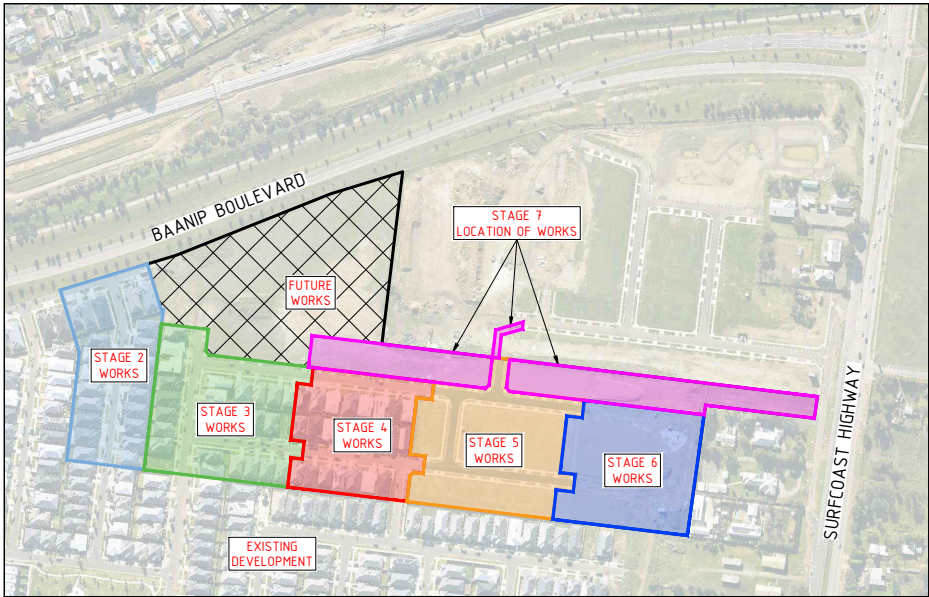 BAANIP BOULEVARD
STAGE 7
LOCATION OF WORKS
FUTURE
WORKS
STAGE 2
WORKS
STAGE 3
WORKS
STAGE 4
WORKS
STAGE 5
WORKS
STAGE 6
WORKS
SURFCOAST HIGHWAY
EXISTING
DEVELOPMENT